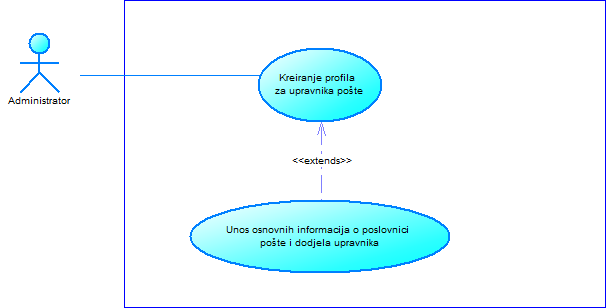 Kreiranje profila
za upravnika pošte
Administrator
<<extends>>
Unos osnovnih informacija o poslovnici
pošte i dodjela upravnika